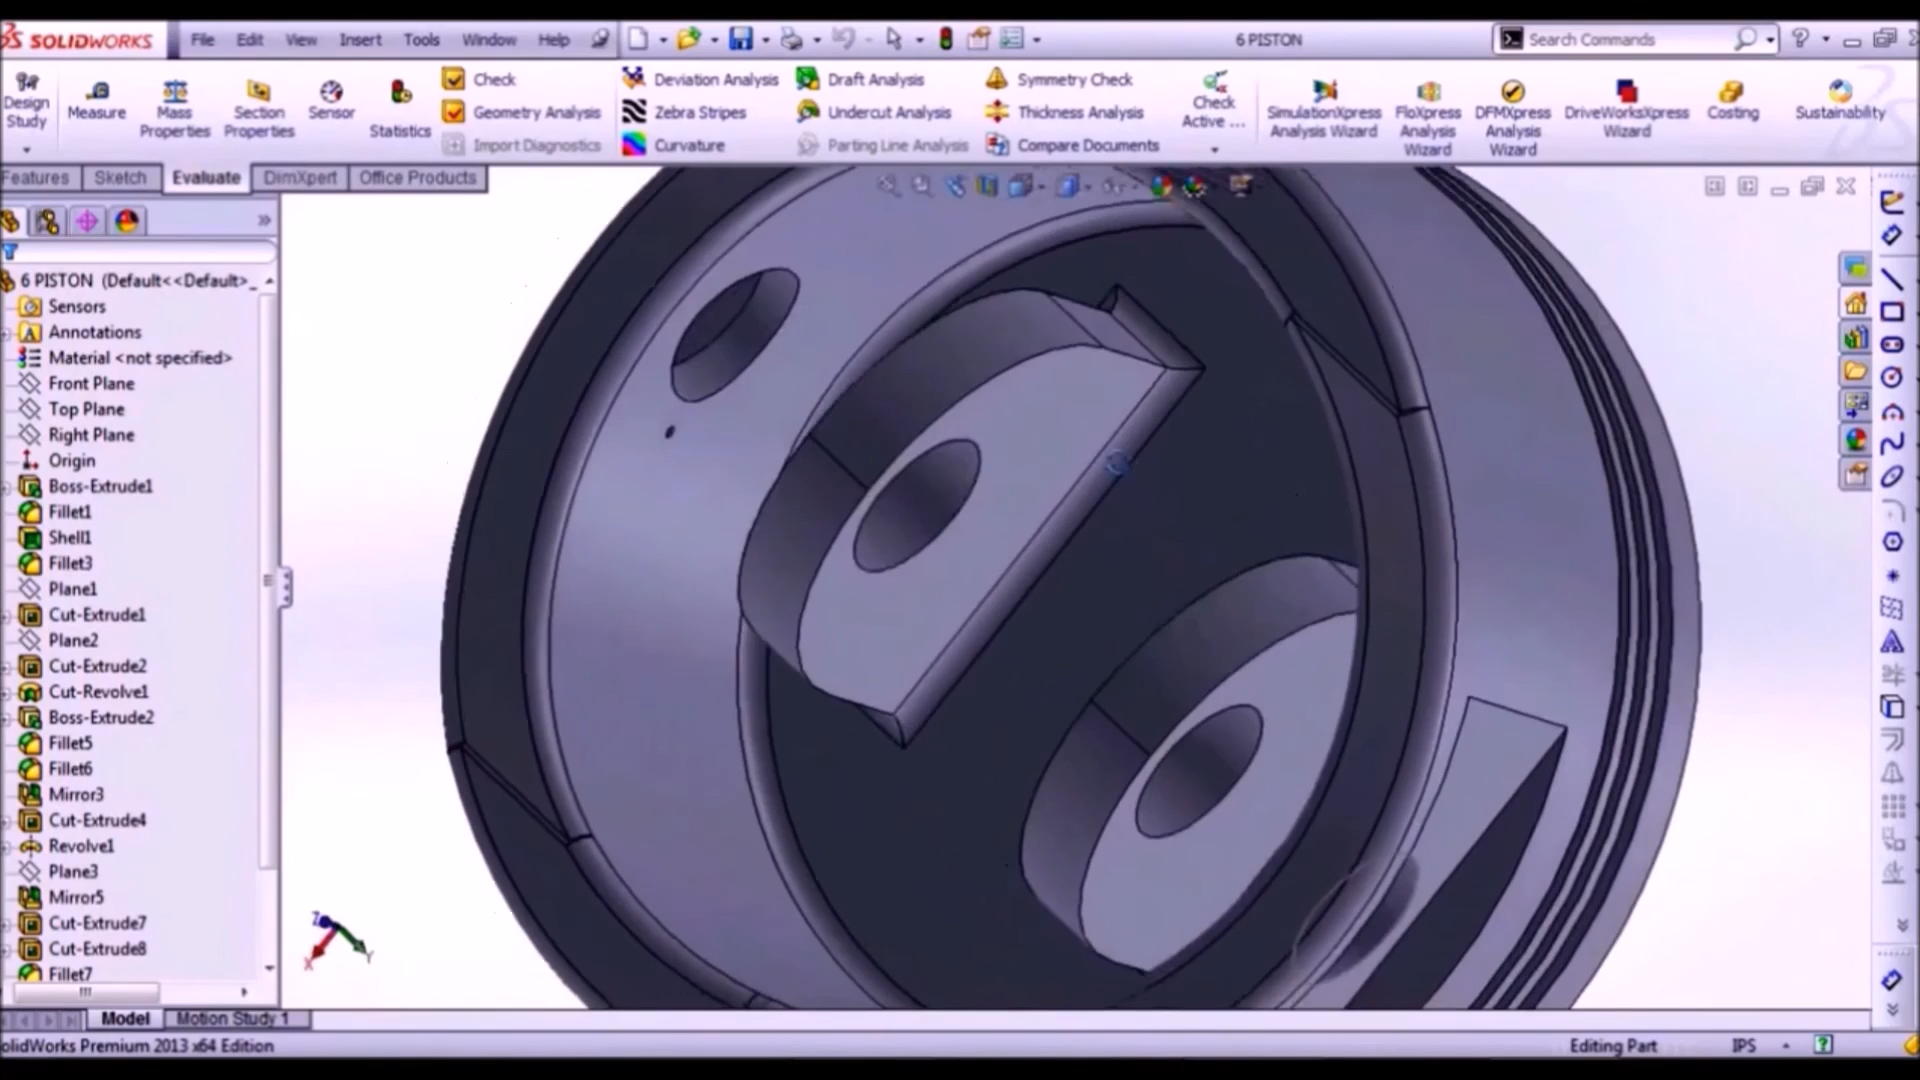 SOLIDWORKS File Edit View Insert Tools Window Help 6 PISTON Search Commands
Design Study
Measure
Mass Properties
Section Properties
Sensor
Statistics
Check
Geometry Analysis
Import Diagnostics
Deviation Analysis
Zebra Stripes
Curvature
Draft Analysis
Undercut Analysis
Parting Line Analysis
Symmetry Check
Thickness Analysis
Compare Documents
Check Active ...
SimulationXpress Analysis Wizard
FloXpress Analysis Wizard
DFMXpress Analysis Wizard
DriveWorksXpress Wizard
Costing
Sustainability
Features Sketch Evaluate DimXpert Office Products
6 PISTON (Default<<Default>_
Sensors
Annotations
Material <not specified>
Front Plane
Top Plane
Right Plane
Origin
Boss-Extrude1
Fillet1
Shell1
Fillet3
Plane1
Cut-Extrude1
Plane2
Cut-Extrude2
Cut-Revolve1
Boss-Extrude2
Fillet5
Fillet6
Mirror3
Cut-Extrude4
Revolve1
Plane3
Mirror5
Cut-Extrude7
Cut-Extrude8
Fillet7
Z
X
Y
Model Motion Study 1
olidWorks Premium 2013 x64 Edition Editing Part IPS